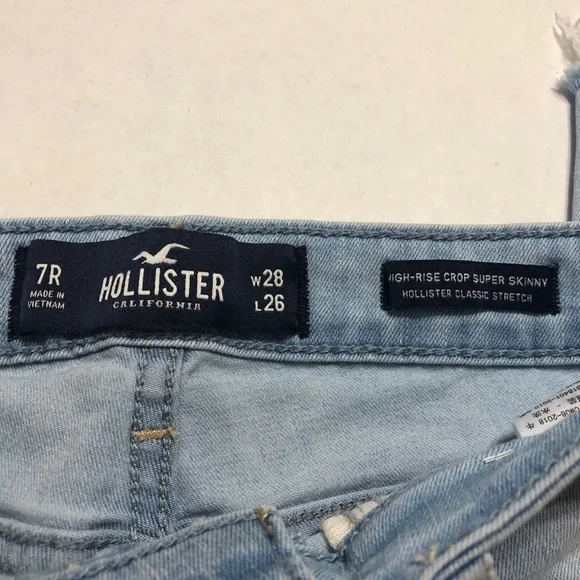 7R
MADE IN
VIETNAM
HOLLISTER
CALIFORNIA
W28
L26
HIGH-RISE CROP SUPER SKINNY
HOLLISTER CLASSIC STRETCH